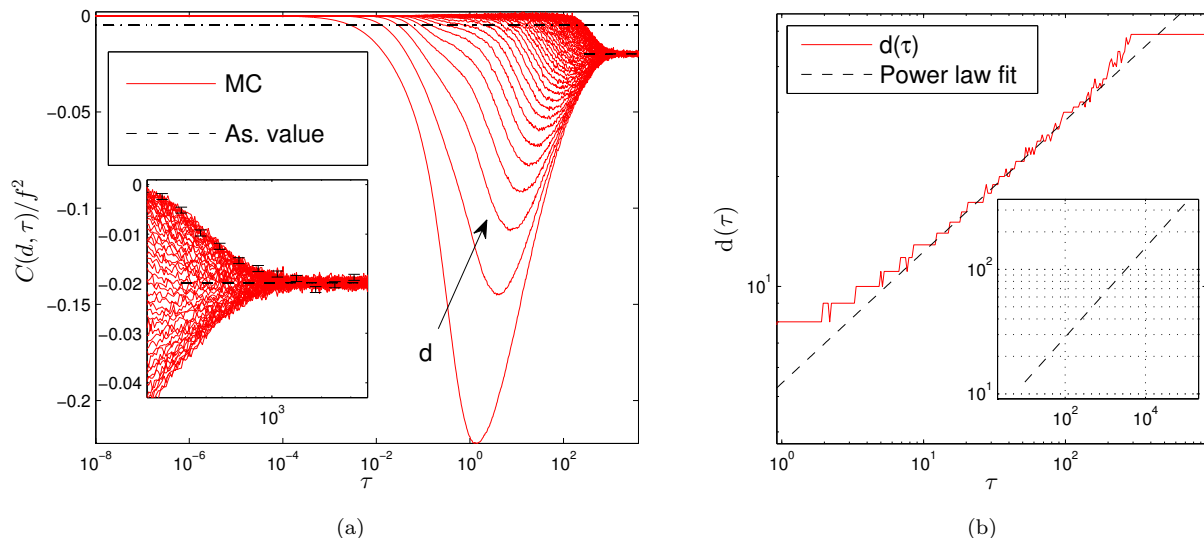 0
−0.05
−0.1
−0.15
−0.2
C(d, τ)/f²
MC
As. value
0
−0.01
−0.02
−0.03
−0.04
10³
d
10⁻⁸
10⁻⁶
10⁻⁴
10⁻²
10⁰
10²
τ
(a)
d(τ)
Power law fit
d(τ)
10¹
10²
10¹
10²
10⁴
10⁰
10¹
10²
τ
(b)